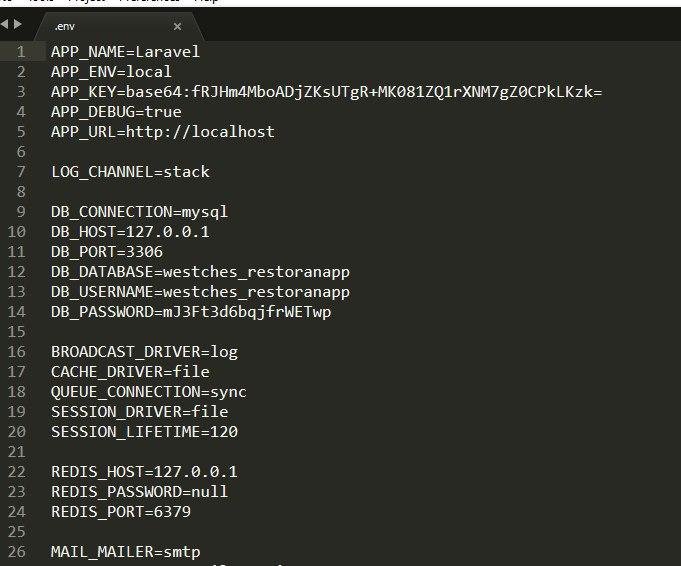 .env
1 APP_NAME=Laravel
2 APP_ENV=local
3 APP_KEY=base64:fRJHm4MboADjZKsUTgR+MK081ZQ1rXNM7gZ0CPkLKzk=
4 APP_DEBUG=true
5 APP_URL=http://localhost
6
7 LOG_CHANNEL=stack
8
9 DB_CONNECTION=mysql
10 DB_HOST=127.0.0.1
11 DB_PORT=3306
12 DB_DATABASE=westches_restoranapp
13 DB_USERNAME=westches_restoranapp
14 DB_PASSWORD=mJ3Ft3d6bqjfrWETwp
15
16 BROADCAST_DRIVER=log
17 CACHE_DRIVER=file
18 QUEUE_CONNECTION=sync
19 SESSION_DRIVER=file
20 SESSION_LIFETIME=120
21
22 REDIS_HOST=127.0.0.1
23 REDIS_PASSWORD=null
24 REDIS_PORT=6379
25
26 MAIL_MAILER=smtp